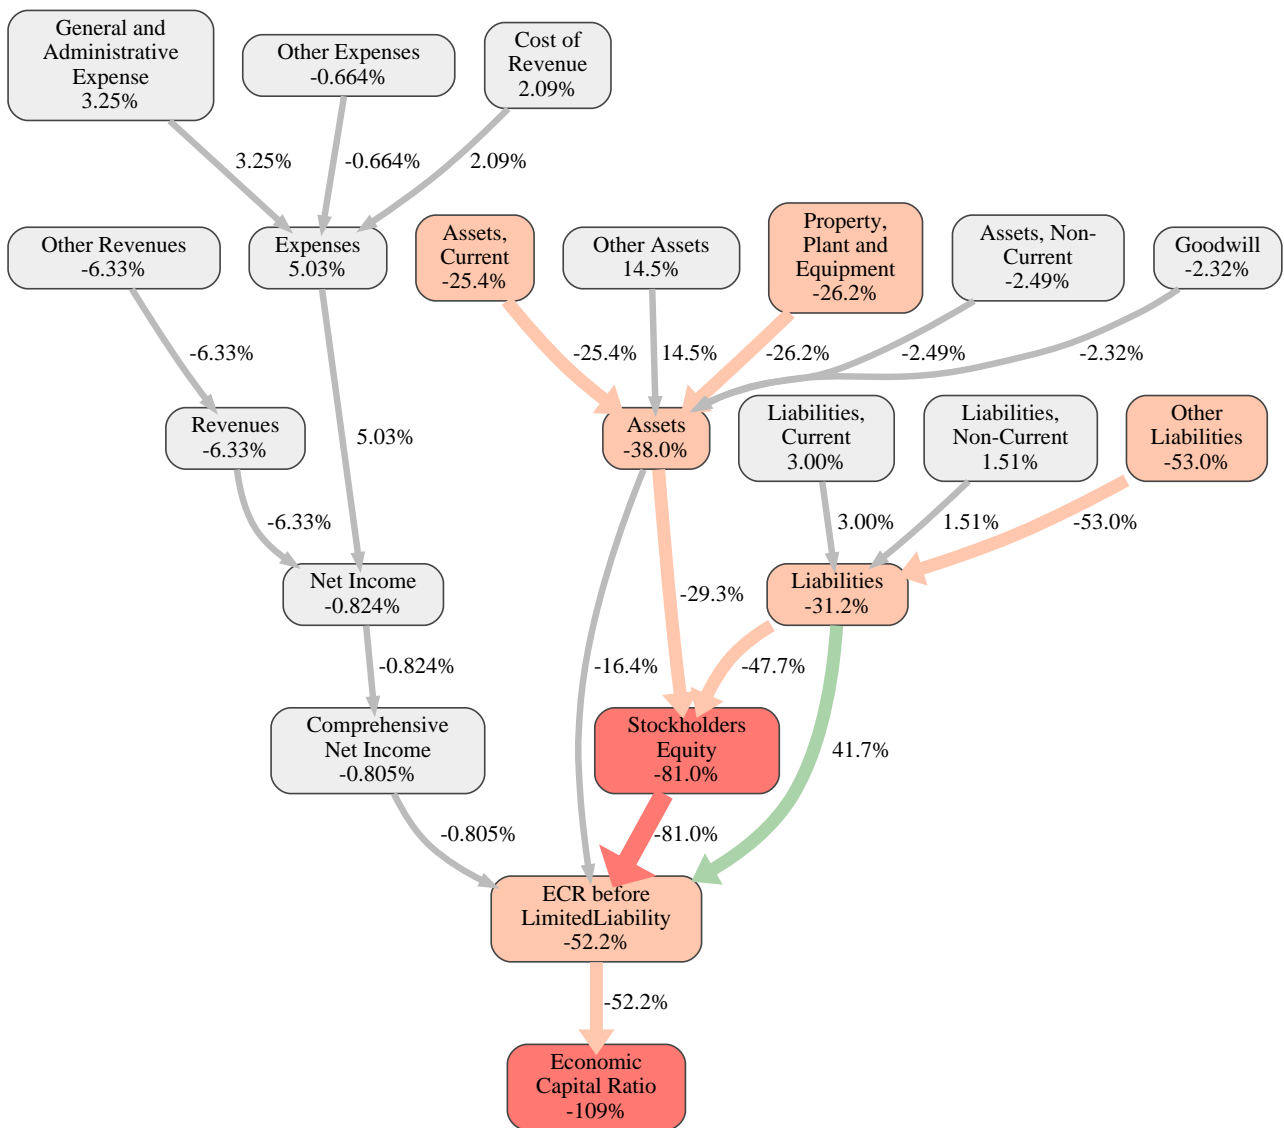 General and
Administrative
Expense
3.25%
Other Expenses
-0.664%
Cost of
Revenue
2.09%
3.25%
-0.664%
2.09%
Other Revenues
-6.33%
Expenses
5.03%
Assets,
Current
-25.4%
Other Assets
14.5%
Property,
Plant and
Equipment
-26.2%
Assets, Non-
Current
-2.49%
Goodwill
-2.32%
-6.33%
-25.4%
14.5%
-26.2%
-2.49%
-2.32%
Revenues
-6.33%
5.03%
Assets
-38.0%
Liabilities,
Current
3.00%
Liabilities,
Non-Current
1.51%
Other
Liabilities
-53.0%
-6.33%
3.00%
1.51%
-53.0%
Net Income
-0.824%
-29.3%
Liabilities
-31.2%
-0.824%
-16.4%
-47.7%
Comprehensive
Net Income
-0.805%
Stockholders
Equity
-81.0%
41.7%
-0.805%
-81.0%
ECR before
LimitedLiability
-52.2%
-52.2%
Economic
Capital Ratio
-109%